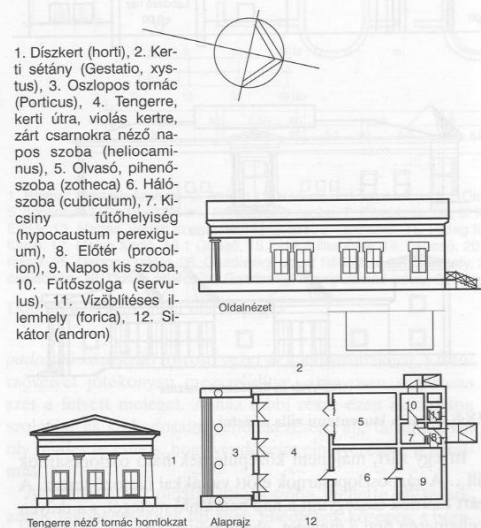 1. Díszkert (horti), 2. Ker-
ti sétány (Gestatio, xys-
tus), 3. Oszlopos tornác
(Porticus), 4. Tengerre,
kerti útra, violás kertre,
zárt csarnokra néző na-
pos szoba (heliocami-
nus), 5. Olvasó, pihenő-
szoba (zotheca) 6. Háló-
szoba (cubiculum), 7. Ki-
csiny fűtőhelyiség
(hypocaustum perexigu-
um), 8. Előtér (procol-
ion), 9. Napos kis szoba,
10. Fűtőszolga (servu-
lus), 11. Vízöblítéses il-
lemhely (forica), 12. Si-
kátor (andron)
Oldalnézet
2
10
11
5
1
3
4
7
8
6
9
Tengerre néző tornác homlokzat
Alaprajz
12